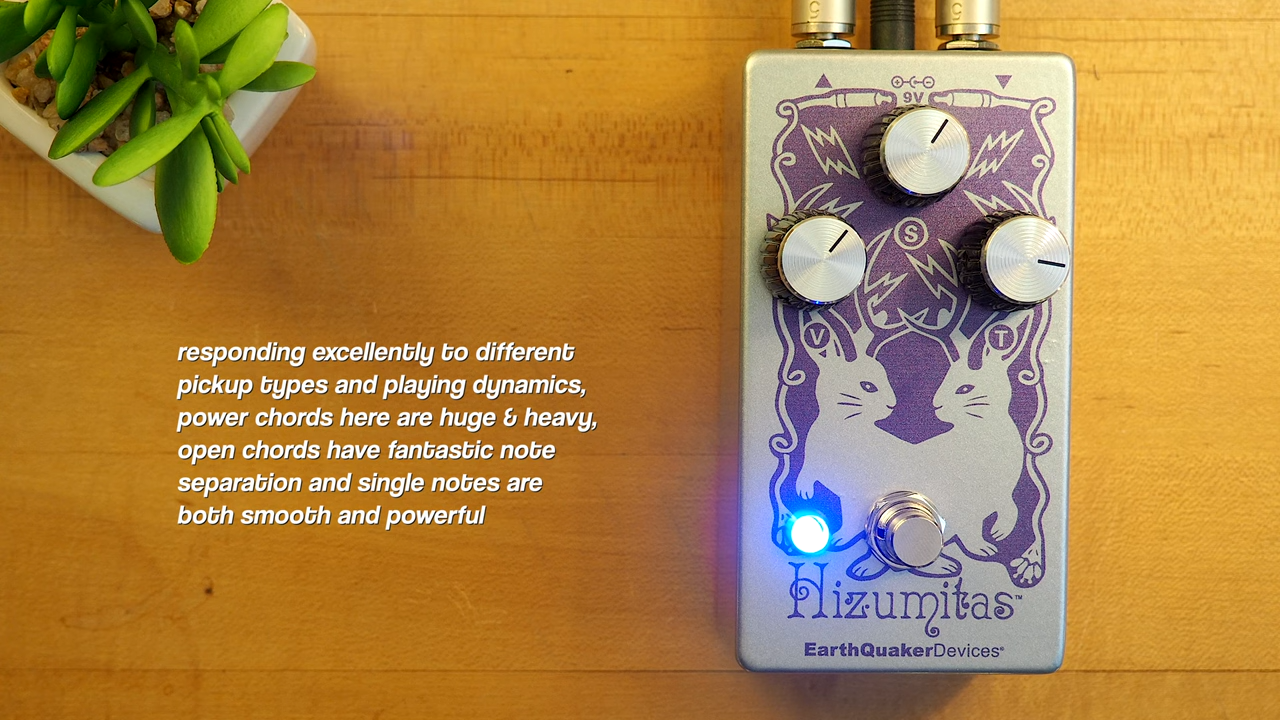 responding excellently to different
pickup types and playing dynamics,
power chords here are huge & heavy,
open chords have fantastic note
separation and single notes are
both smooth and powerful
9V
S
V T
Hizumitas™
EarthQuakerDevices®